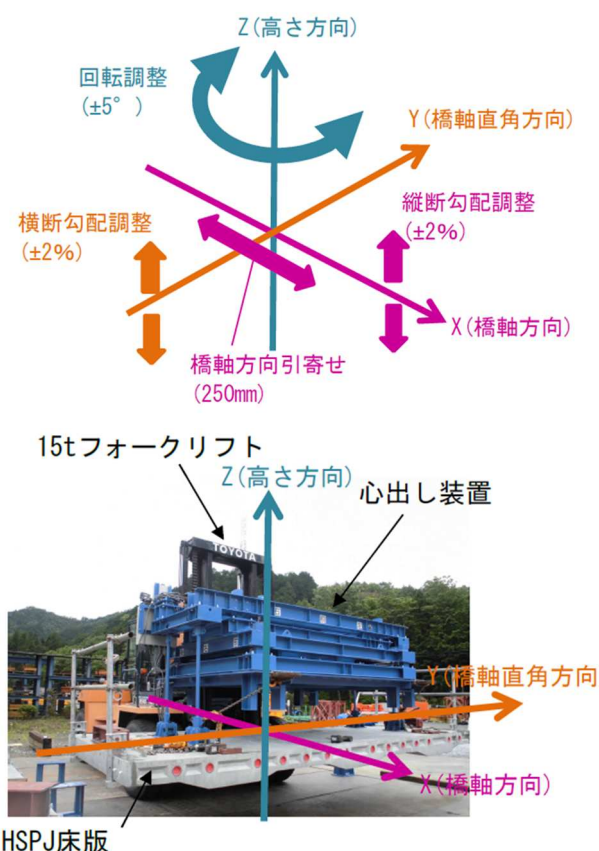 Z(高さ方向)
回転調整
(±5°)
Y(橋軸直角方向)
横断勾配調整
(±2%)
縦断勾配調整
(±2%)
X(橋軸方向)
橋軸方向引寄せ
(250mm)
15tフォークリフト
Z(高さ方向)
心出し装置
TOYOTA
Y(橋軸直角方向
X(橋軸方向)
HSPJ床版